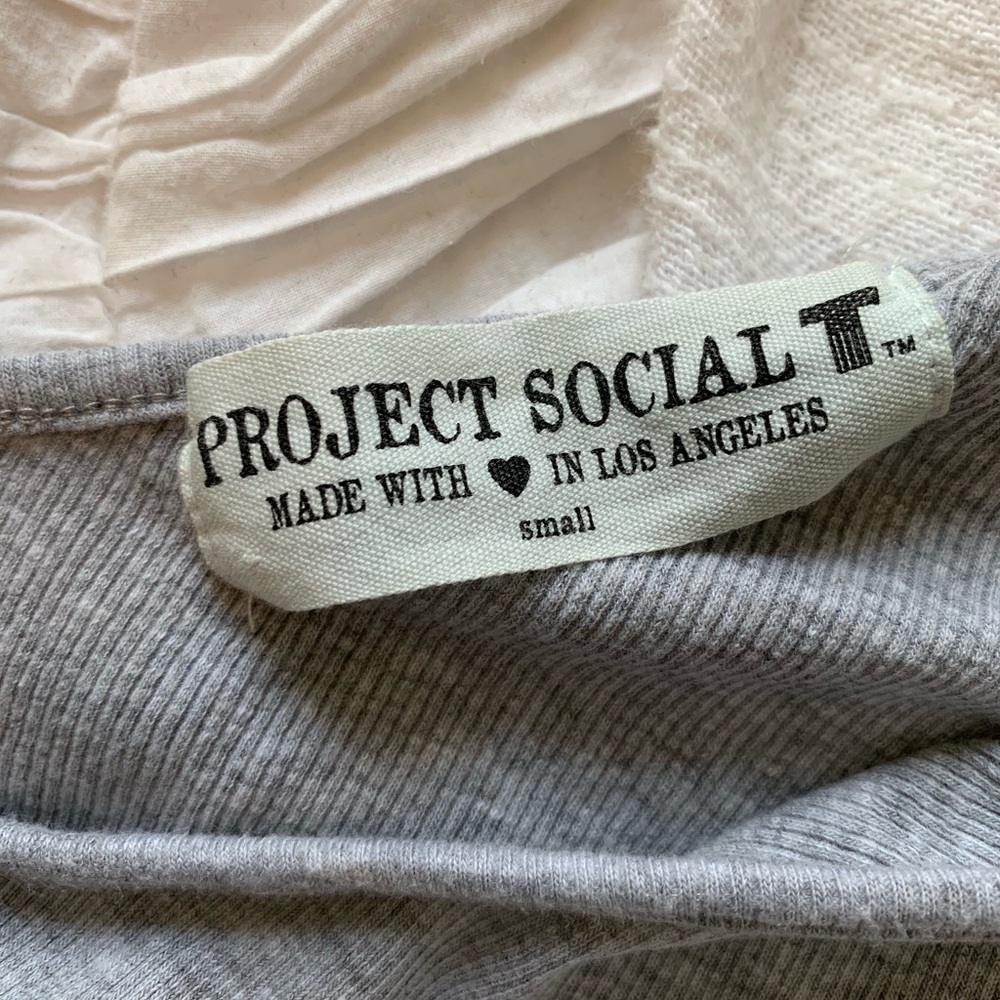 PROJECT SOCIAL T™
MADE WITH ♥ IN LOS ANGELES
small